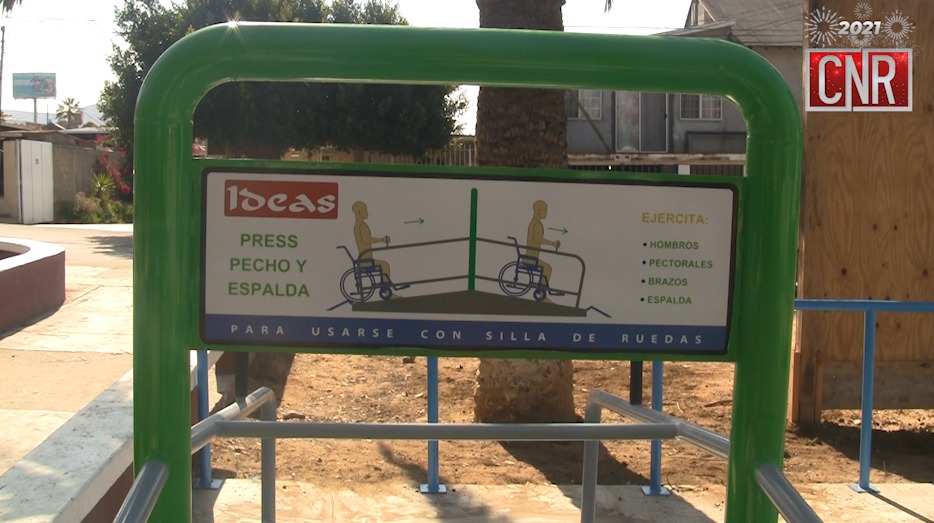 2021
CNR
Ideas
PRESS
PECHO Y
ESPALDA
EJERCITA:
• HOMBROS
• PECTORALES
• BRAZOS
• ESPALDA
PARA USARSE CON SILLA DE RUEDAS